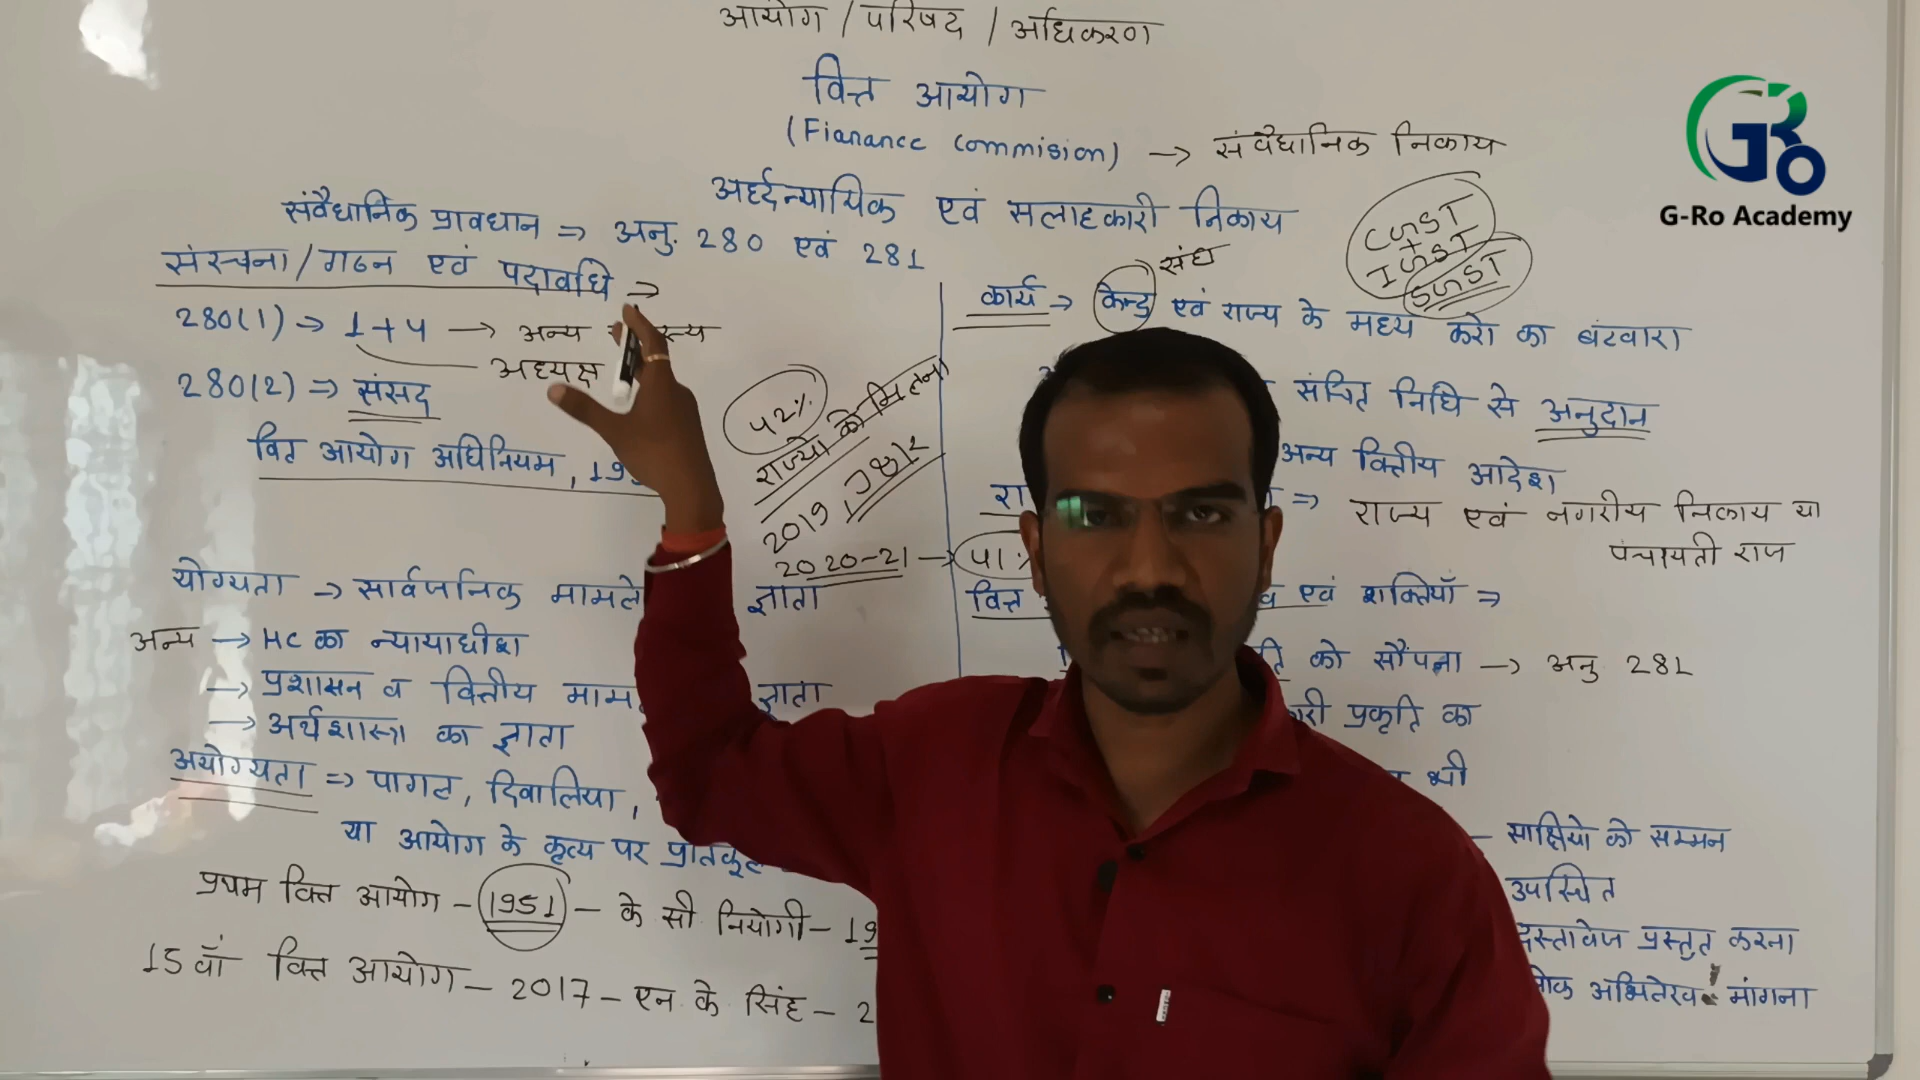 आयोग / परिषद / अधिकरण
वित्त आयोग
(Fianance Commision) → संवैधानिक निकाय
अर्द्धन्यायिक एवं सलाहकारी निकाय
संवैधानिक प्रावधान ⇒ अनु. 280 एवं 281
संरचना/गठन एवं पदावधि ⇒
280(1) ⇒ 1+4 → अन्य
अध्यक्ष
280(2) ⇒ संसद
वित आयोग अधिनियम, 19
योग्यता → सार्वजनिक मामले ज्ञाता
अन्य → HC का न्यायाधीश
→ प्रशासन व वित्तीय माम ज्ञाता
→ अर्थशास्त्र का ज्ञाता
अयोग्यता ⇒ पागल, दिवालिया,
या आयोग के कृत्य पर प्रतिकूल
प्रथम वित्त आयोग - 1951 - के सी नियोगी - 19
15 वाँ वित्त आयोग - 2017 - एन के सिंह - 2
42%
राज्यो को मिलना
2019, J&K
2020-21 → 41%
CGST
+
IGST
SGST
संघ
कार्य → केन्द्र एवं राज्य के मध्य करो का बंटवारा
संचित निधि से अनुदान
अन्य वित्तीय आदेश
रा ⇒ राज्य एवं नगरीय निकाय या
पंचायती राज
वित्त एवं शक्तियाँ ⇒
को सौंपना → अनु 281
प्रकृति का
भी
साक्षियो को सम्मन
उपस्थित
दस्तावेज प्रस्तुत करना
अभिलेख मांगना
G-Ro
G-Ro Academy